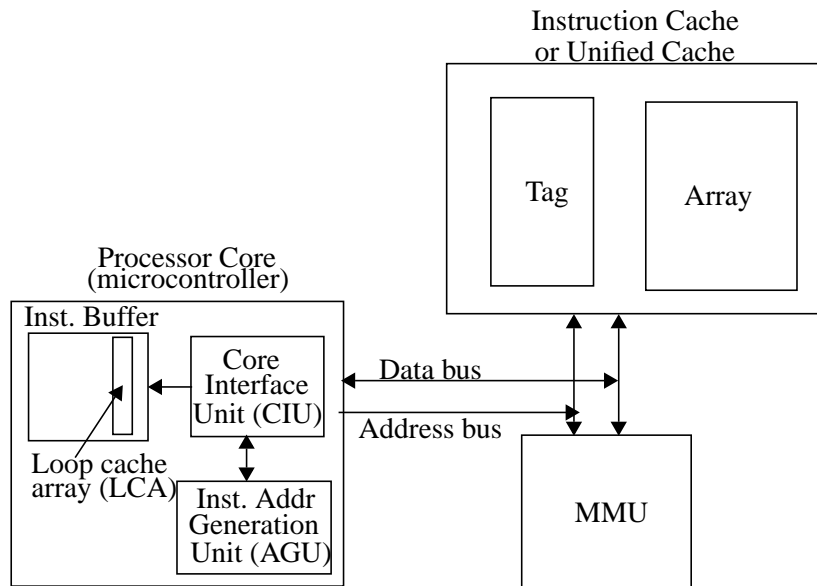 Instruction Cache
or Unified Cache
Tag
Array
Processor Core
(microcontroller)
Inst. Buffer
Core
Interface
Unit (CIU)
Data bus
Address bus
Loop cache
array (LCA)
Inst. Addr
Generation
Unit (AGU)
MMU